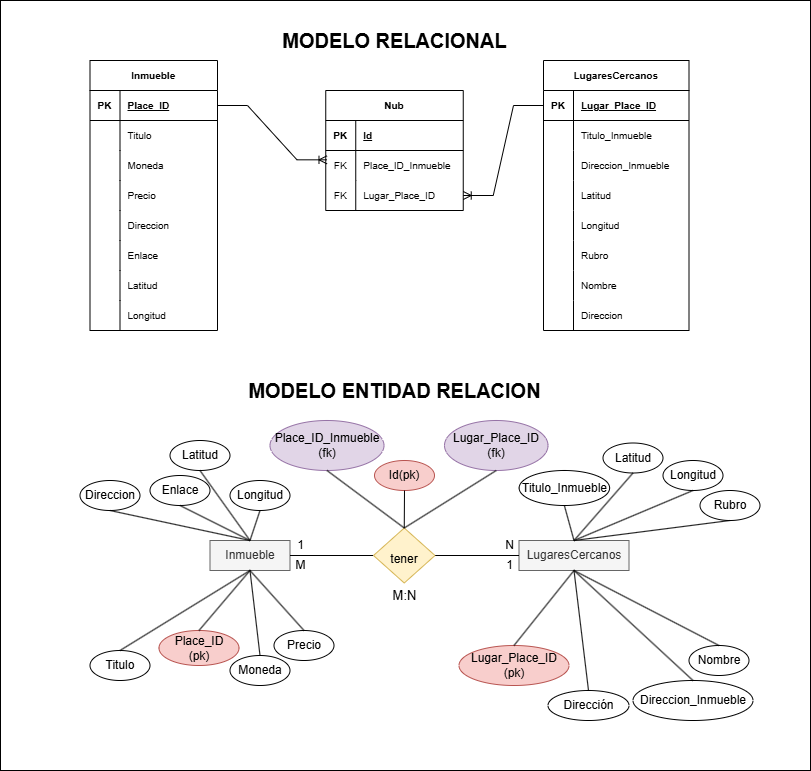 MODELO RELACIONAL
Inmueble
PK Place_ID
Titulo
Moneda
Precio
Direccion
Enlace
Latitud
Longitud
Nub
PK Id
FK Place_ID_Inmueble
FK Lugar_Place_ID
LugaresCercanos
PK Lugar_Place_ID
Titulo_Inmueble
Direccion_Inmueble
Latitud
Longitud
Rubro
Nombre
Direccion
MODELO ENTIDAD RELACION
Place_ID_Inmueble
(fk)
Lugar_Place_ID
(fk)
Id(pk)
Latitud
Enlace
Direccion
Longitud
Latitud
Longitud
Titulo_Inmueble
Rubro
Inmueble
1
M
tener
M:N
N
1
LugaresCercanos
Titulo
Place_ID
(pk)
Moneda
Precio
Lugar_Place_ID
(pk)
Dirección
Direccion_Inmueble
Nombre